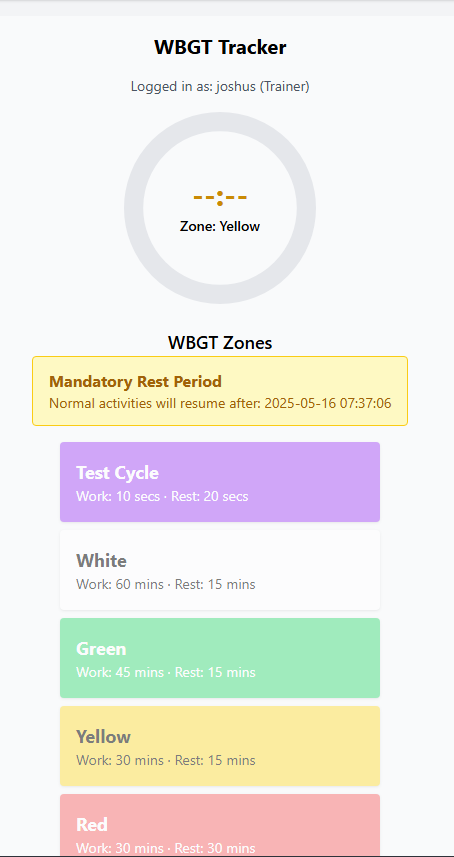 WBGT Tracker
Logged in as: joshus (Trainer)
--:--
Zone: Yellow
WBGT Zones
Mandatory Rest Period
Normal activities will resume after: 2025-05-16 07:37:06
Test Cycle
Work: 10 secs · Rest: 20 secs
White
Work: 60 mins · Rest: 15 mins
Green
Work: 45 mins · Rest: 15 mins
Yellow
Work: 30 mins · Rest: 15 mins
Red
Work: 30 mins · Rest: 30 mins